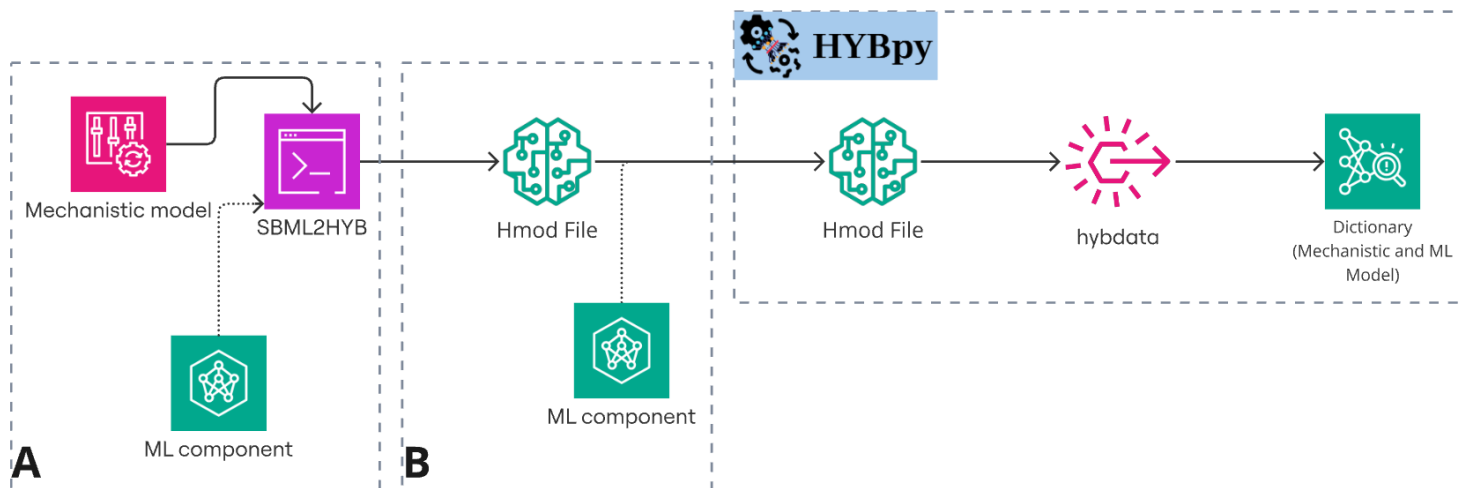 HYBpy
Mechanistic model
SBML2HYB
Hmod File
Hmod File
hybdata
Dictionary
(Mechanistic and ML
Model)
ML component
ML component
A
B